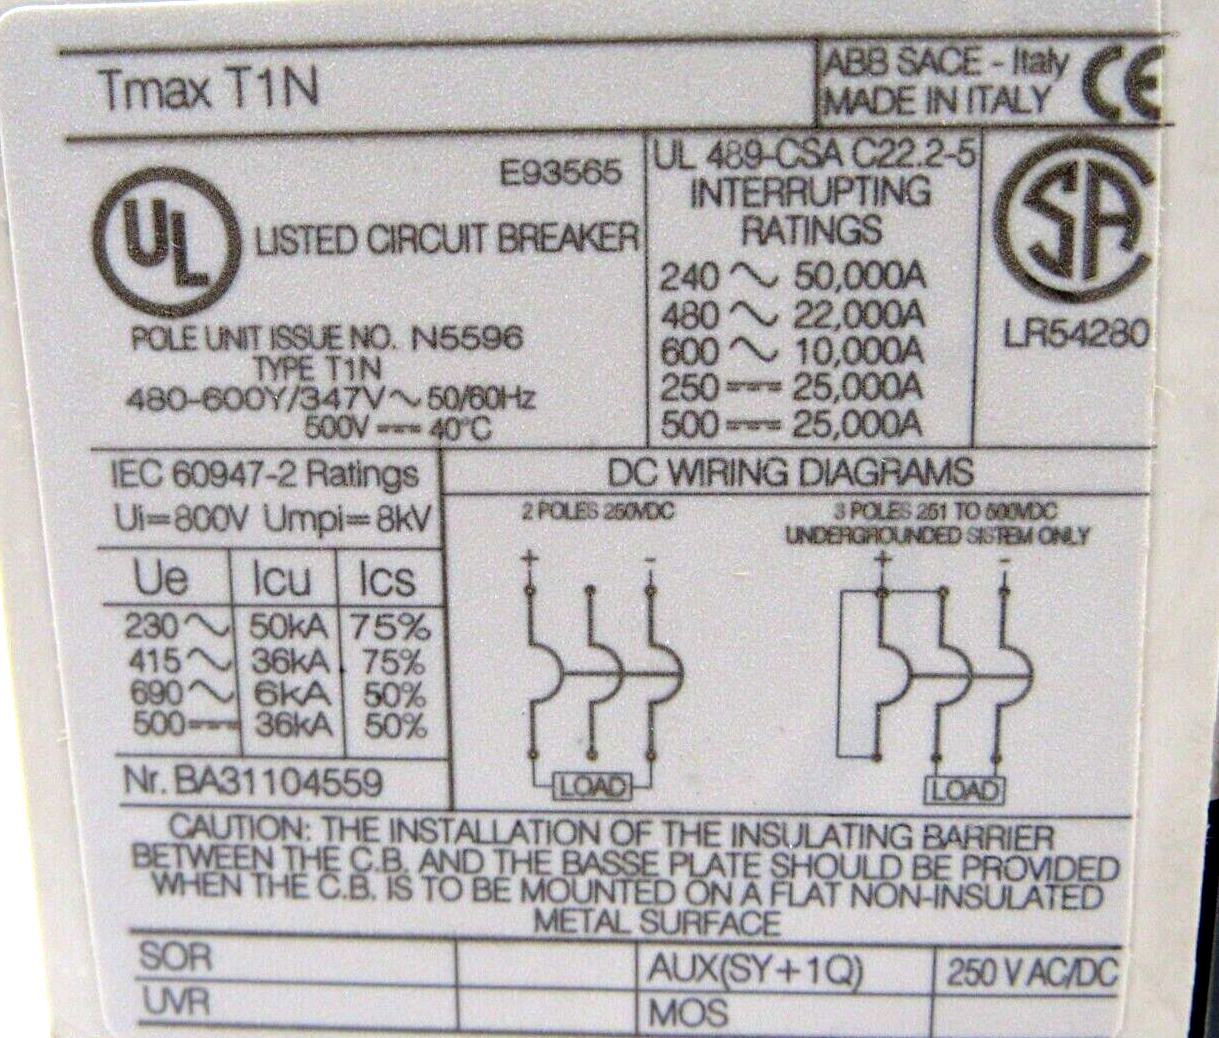 Tmax T1N
ABB SACE - Italy
MADE IN ITALY
CE
UL
E93565
LISTED CIRCUIT BREAKER
POLE UNIT ISSUE NO. N5596
TYPE T1N
480-600Y/347V~50/60Hz
500V⎓40°C
UL 489-CSA C22.2-5
INTERRUPTING
RATINGS
240 ~ 50,000A
480 ~ 22,000A
600 ~ 10,000A
250 ⎓ 25,000A
500 ⎓ 25,000A
SA
LR54280
IEC 60947-2 Ratings
Ui=800V Umpi=8kV
Ue Icu Ics
230~ 50kA 75%
415~ 36kA 75%
690~ 6kA 50%
500⎓ 36kA 50%
Nr. BA31104559
DC WIRING DIAGRAMS
2 POLES 250VDC
+ -
LOAD
3 POLES 251 TO 500VDC
UNDERGROUNDED SISTEM ONLY
+ -
LOAD
CAUTION: THE INSTALLATION OF THE INSULATING BARRIER
BETWEEN THE C.B. AND THE BASSE PLATE SHOULD BE PROVIDED
WHEN THE C.B. IS TO BE MOUNTED ON A FLAT NON-INSULATED
METAL SURFACE
SOR AUX(SY+1Q) 250 V AC/DC
UVR MOS